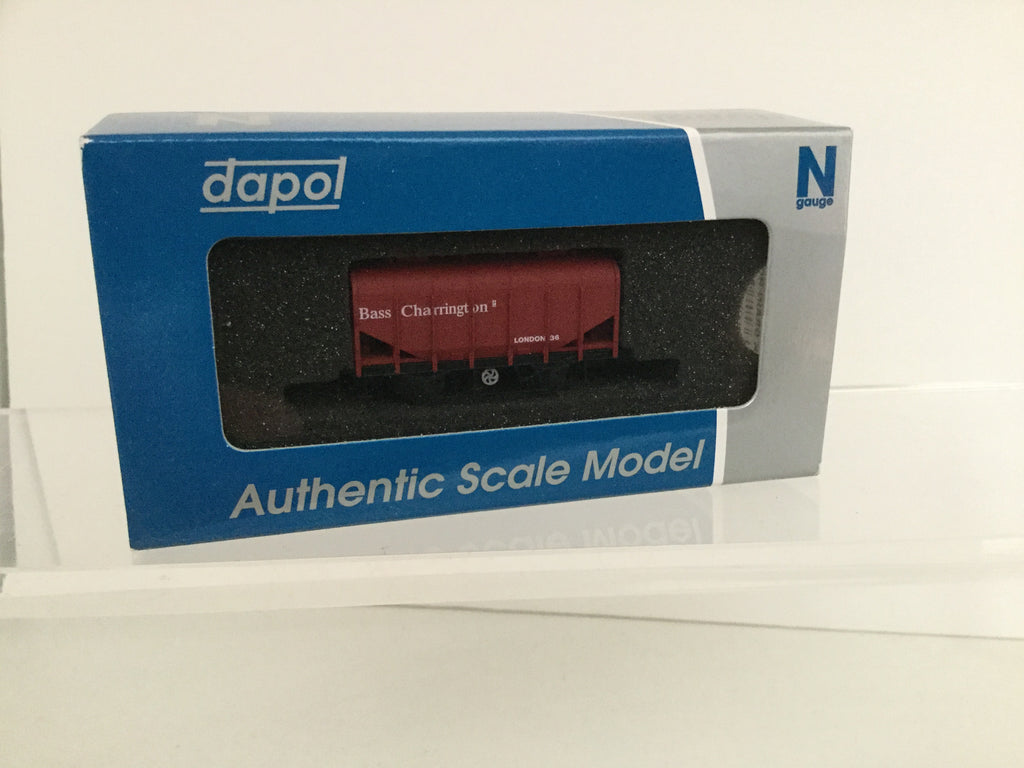 dapol
N
gauge
Bass Charrington
LONDON 36
Authentic Scale Model